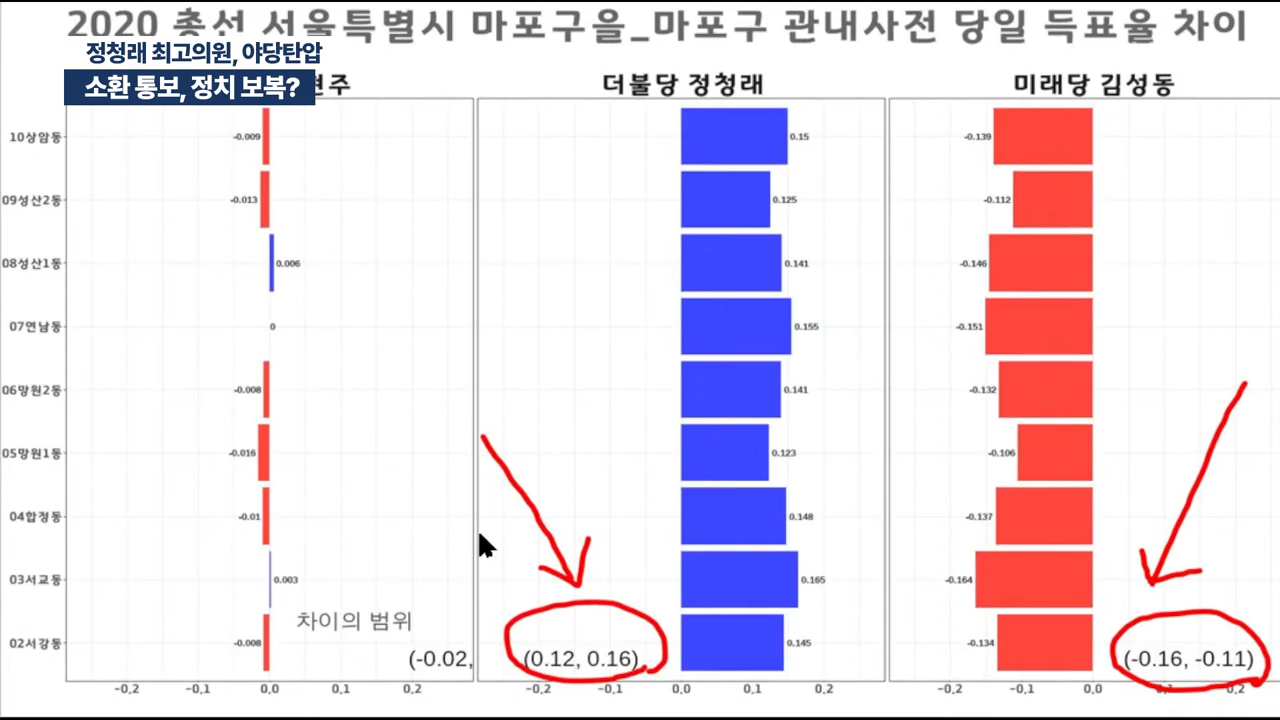 2020 총선 서울특별시 마포구을_마포구 관내사전 당일 득표율 차이
정청래 최고의원, 야당탄압
소환 통보, 정치 보복?
현주
더불당 정청래
미래당 김성동
10상암동
-0.009
0.15
-0.139
09성산2동
-0.013
0.125
-0.112
08성산1동
0.006
0.141
-0.146
07연남동
0
0.155
-0.151
06망원2동
-0.008
0.141
-0.132
05망원1동
-0.016
0.123
-0.106
04합정동
-0.01
0.148
-0.137
03서교동
0.003
0.165
-0.164
차이의 범위
02서강동
-0.008
0.145
-0.134
(-0.02,
(0.12, 0.16)
(-0.16, -0.11)
-0.2 -0.1 0.0 0.1 0.2
-0.2 -0.1 0.0 0.1 0.2
-0.2 -0.1 0.0 0.1 0.2